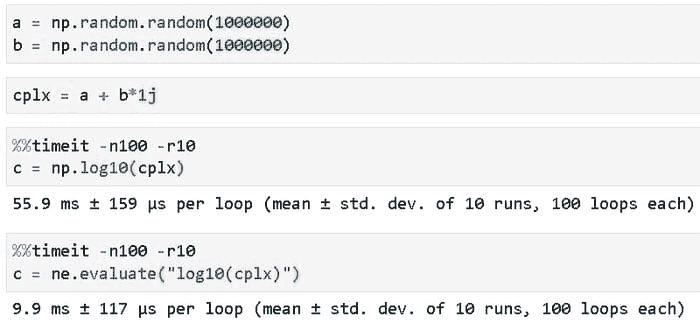 a = np.random.random(1000000)
b = np.random.random(1000000)
cplx = a + b*1j
%%timeit -n100 -r10
c = np.log10(cplx)
55.9 ms ± 159 µs per loop (mean ± std. dev. of 10 runs, 100 loops each)
%%timeit -n100 -r10
c = ne.evaluate("log10(cplx)")
9.9 ms ± 117 µs per loop (mean ± std. dev. of 10 runs, 100 loops each)